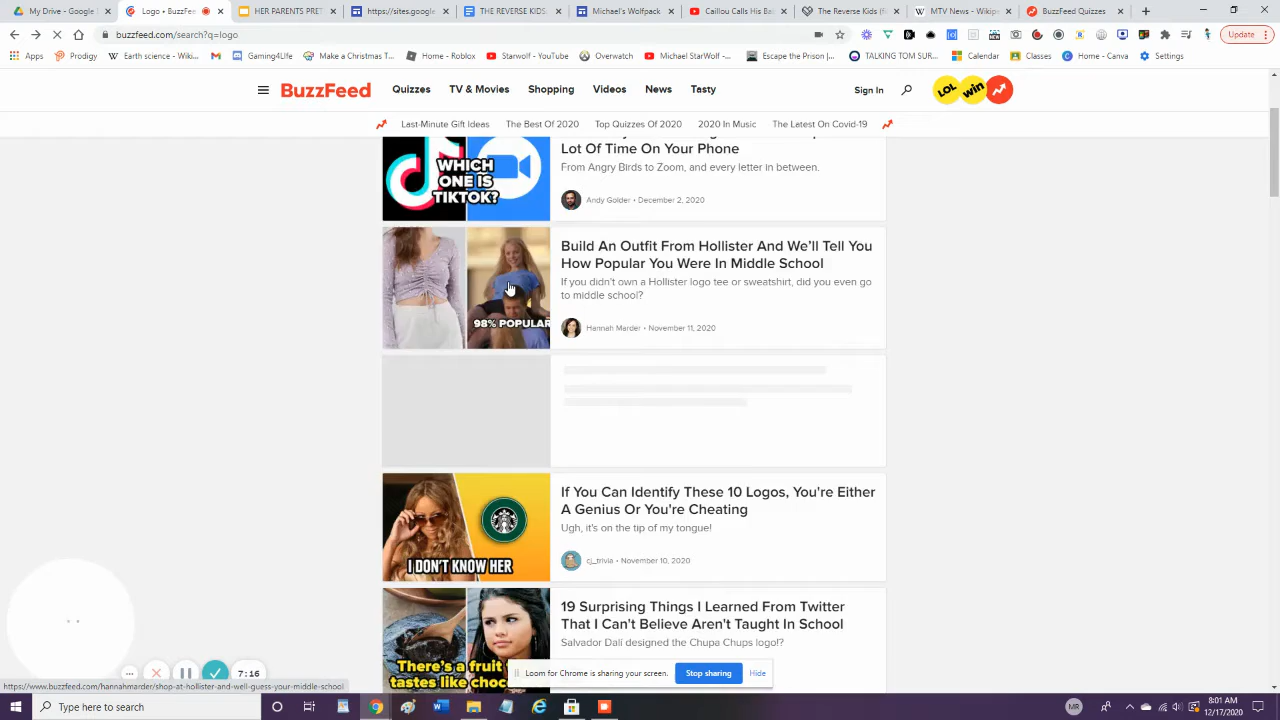 My Drive - Google
Logo • BuzzFe
HER PARENTS PRET
https://sites.google.
THE REVERSE KIDS.
Michael's Wolfpack
Caillou Calls His Ba
The Reverse Kids (f
MTV News - Wikipe
BuzzFeed Quizzes
buzzfeed.com/search?q=logo
Update
Apps
Prodigy
Earth science - Wiki...
Gaming4Life
Make a Christmas T...
Home - Roblox
Starwolf - YouTube
Overwatch
Michael StarWolf -...
Escape the Prison |...
TALKING TOM SUR...
Calendar
Classes
Home - Canva
Settings
BuzzFeed
Quizzes
TV & Movies
Shopping
Videos
News
Tasty
Sign In
LOL
win
Last-Minute Gift Ideas
The Best Of 2020
Top Quizzes Of 2020
2020 In Music
The Latest On Covid-19
WHICH
ONE IS
TIKTOK?
Lot Of Time On Your Phone
From Angry Birds to Zoom, and every letter in between.
Andy Golder • December 2, 2020
98% POPULAR
Build An Outfit From Hollister And We'll Tell You
How Popular You Were In Middle School
If you didn't own a Hollister logo tee or sweatshirt, did you even go
to middle school?
Hannah Marder • November 11, 2020
I DON'T KNOW HER
If You Can Identify These 10 Logos, You're Either
A Genius Or You're Cheating
Ugh, it's on the tip of my tongue!
cj_trivia • November 10, 2020
There's a fruit
tastes like choc
19 Surprising Things I Learned From Twitter
That I Can't Believe Aren't Taught In School
Salvador Dalí designed the Chupa Chups logo!?
7:16
Loom for Chrome is sharing your screen.
Stop sharing
Hide
https://www.buzzfeed.com/hannahmarder/shop-at-hollister-and-well-guess-your-middle-school
Type here to search
MR
8:01 AM
12/17/2020